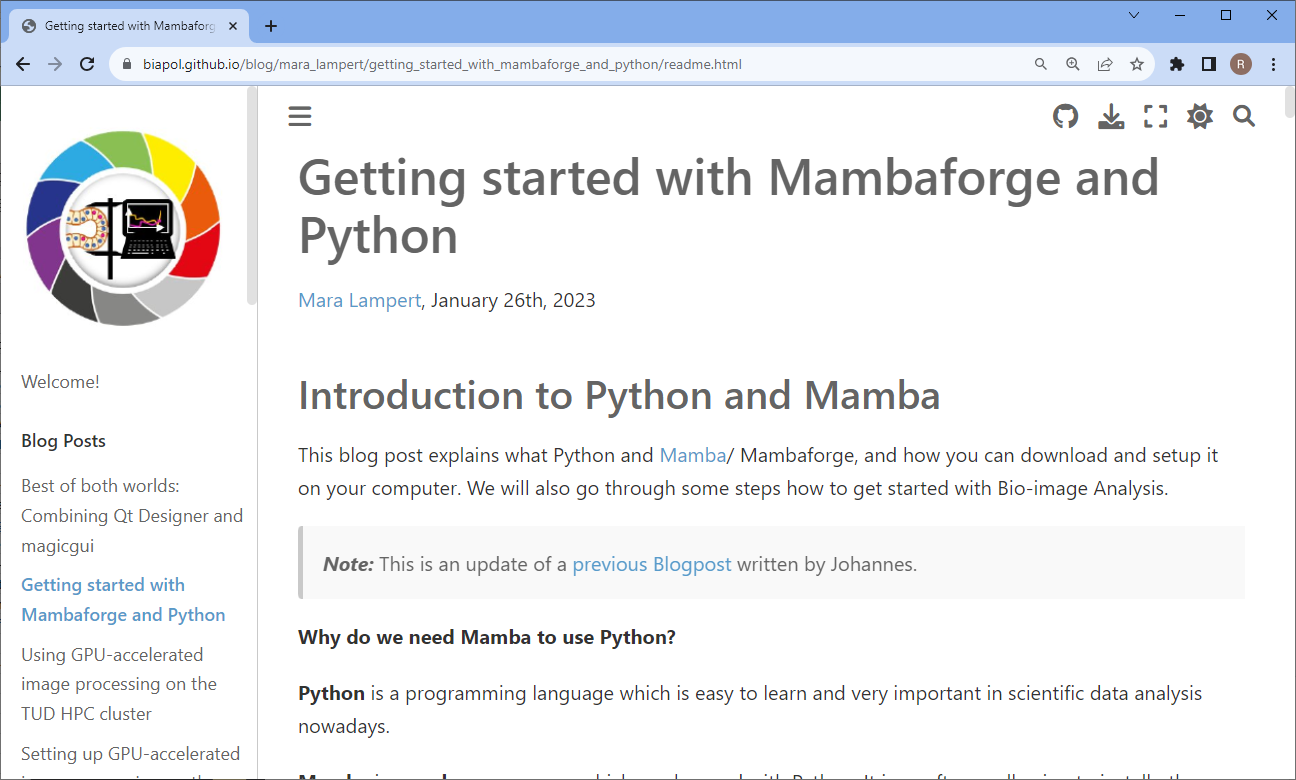 Getting started with Mambaforg
biapol.github.io/blog/mara_lampert/getting_started_with_mambaforge_and_python/readme.html
R
Welcome!
Blog Posts
Best of both worlds:
Combining Qt Designer and
magicgui
Getting started with
Mambaforge and Python
Using GPU-accelerated
image processing on the
TUD HPC cluster
Setting up GPU-accelerated
Getting started with Mambaforge and
Python
Mara Lampert, January 26th, 2023
Introduction to Python and Mamba
This blog post explains what Python and Mamba/ Mambaforge, and how you can download and setup it
on your computer. We will also go through some steps how to get started with Bio-image Analysis.
Note: This is an update of a previous Blogpost written by Johannes.
Why do we need Mamba to use Python?
Python is a programming language which is easy to learn and very important in scientific data analysis
nowadays.